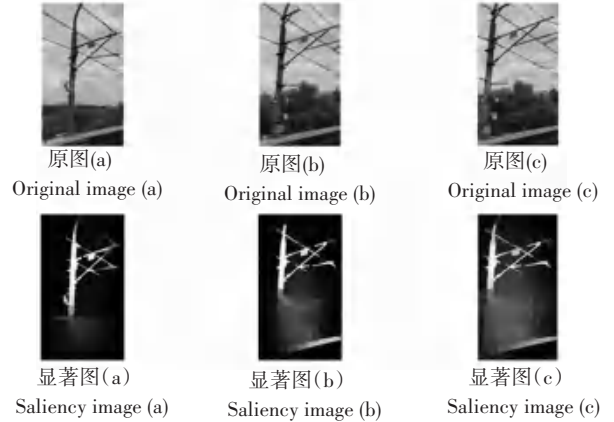 原图(a)
原图(b)
原图(c)
Original image (a)
Original image (b)
Original image (c)
显著图(a)
显著图(b)
显著图(c)
Saliency image (a)
Saliency image (b)
Saliency image (c)